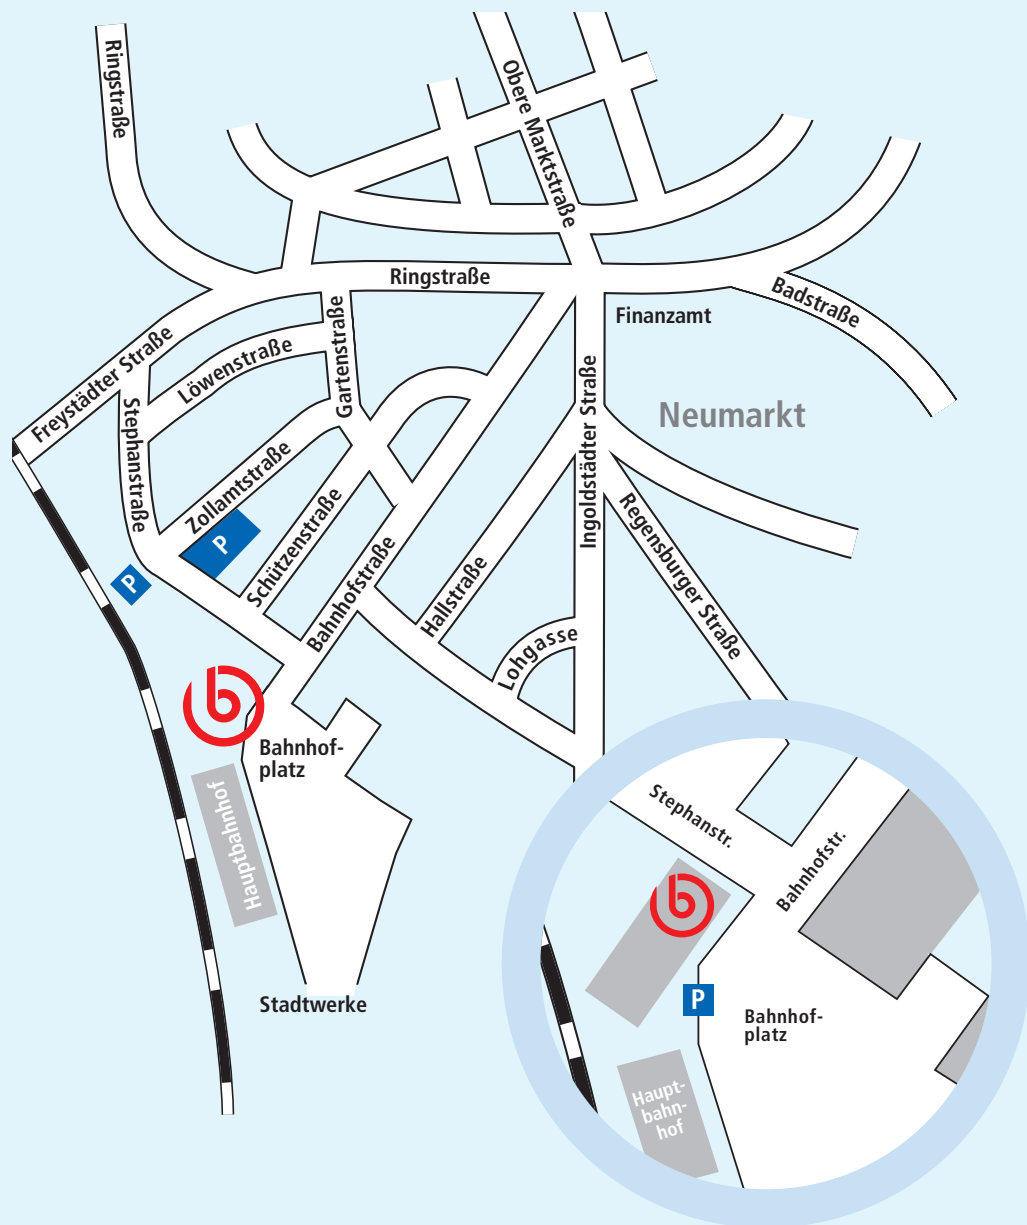 Ringstraße
Obere Marktstraße
Ringstraße
Badstraße
Finanzamt
Freystädter Straße
Löwenstraße
Gartenstraße
Stephanstraße
Ingoldstädter Straße
Neumarkt
Zollamtstraße
P
P
Schützenstraße
Bahnhofstraße
Hallstraße
Regensburger Straße
Lohgasse
b
Bahnhof-
platz
Hauptbahnhof
Stadtwerke
Stephanstr.
Bahnhofstr.
b
P
Bahnhof-
platz
Haupt-
bahn-
hof